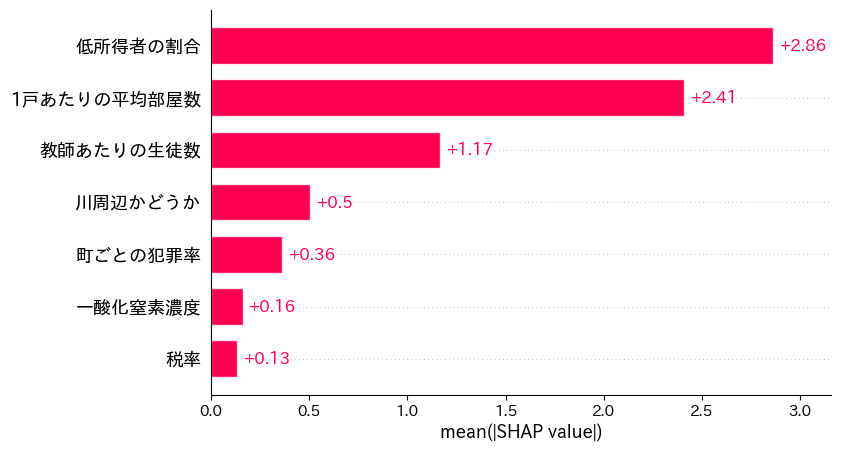 低所得者の割合 +2.86
1戸あたりの平均部屋数 +2.41
教師あたりの生徒数 +1.17
川周辺かどうか +0.5
町ごとの犯罪率 +0.36
一酸化窒素濃度 +0.16
税率 +0.13
0.0 0.5 1.0 1.5 2.0 2.5 3.0
mean(|SHAP value|)